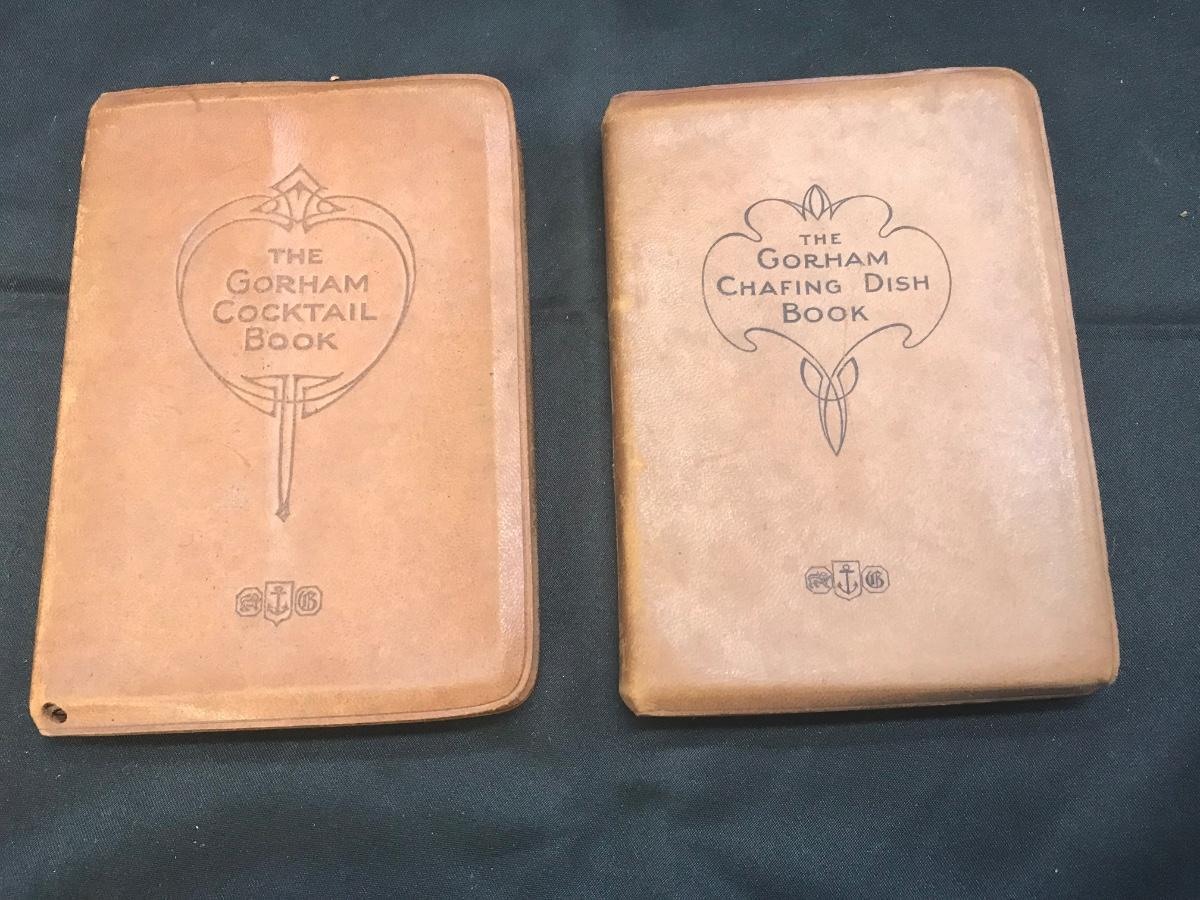 THE
GORHAM
COCKTAIL
BOOK
THE
GORHAM
CHAFING DISH
BOOK
G
G